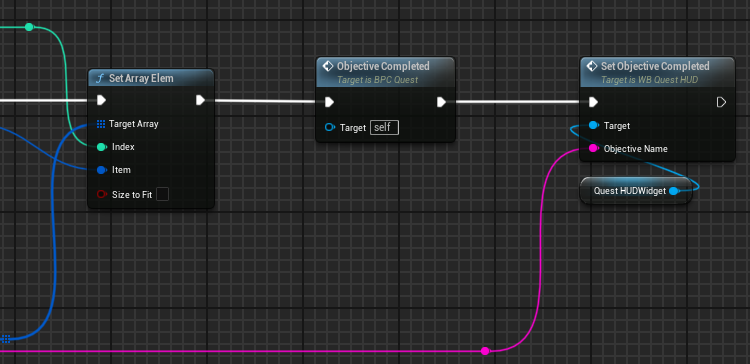 f Set Array Elem
Target Array
Index
Item
Size to Fit
Objective Completed
Target is BPC Quest
Target self
Set Objective Completed
Target is WB Quest HUD
Target
Objective Name
Quest HUDWidget